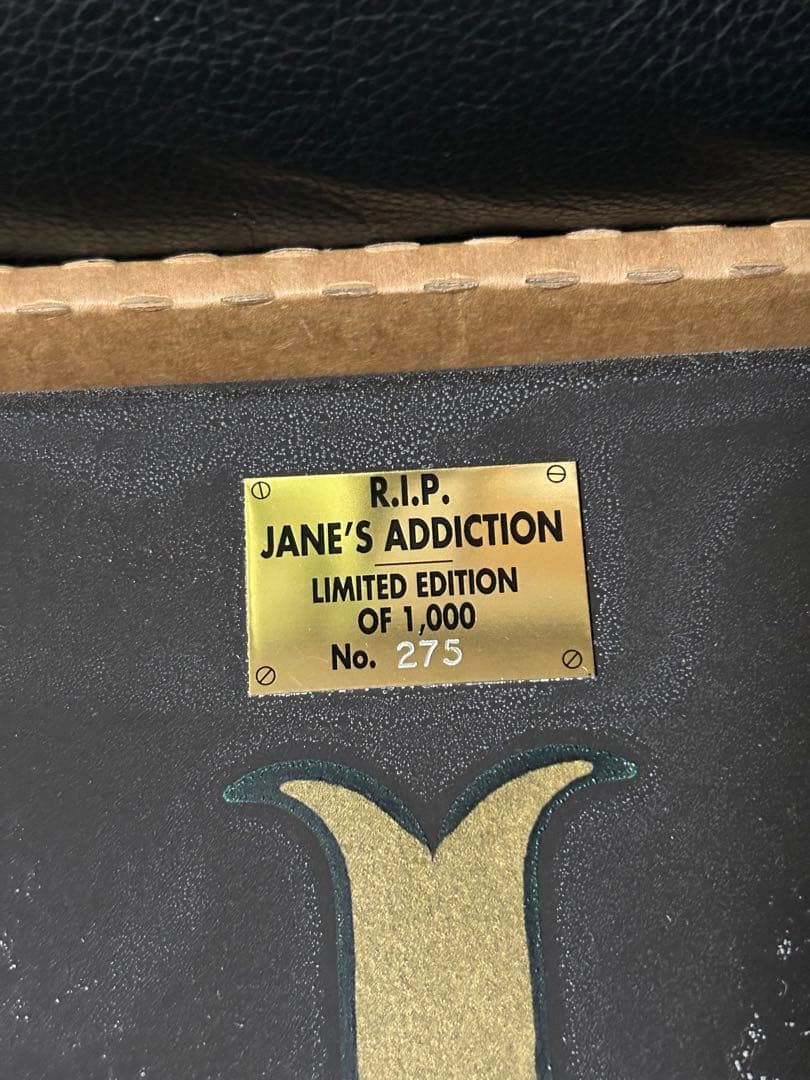 R.I.P.
JANE'S ADDICTION
LIMITED EDITION
OF 1,000
No. 275